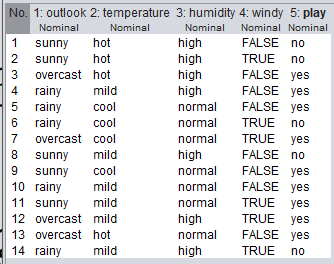 No. 1: outlook 2: temperature 3: humidity 4: windy 5: play
Nominal Nominal Nominal Nominal Nominal
1 sunny hot high FALSE no
2 sunny hot high TRUE no
3 overcast hot high FALSE yes
4 rainy mild high FALSE yes
5 rainy cool normal FALSE yes
6 rainy cool normal TRUE no
7 overcast cool normal TRUE yes
8 sunny mild high FALSE no
9 sunny cool normal FALSE yes
10 rainy mild normal FALSE yes
11 sunny mild normal TRUE yes
12 overcast mild high TRUE yes
13 overcast hot normal FALSE yes
14 rainy mild high TRUE no